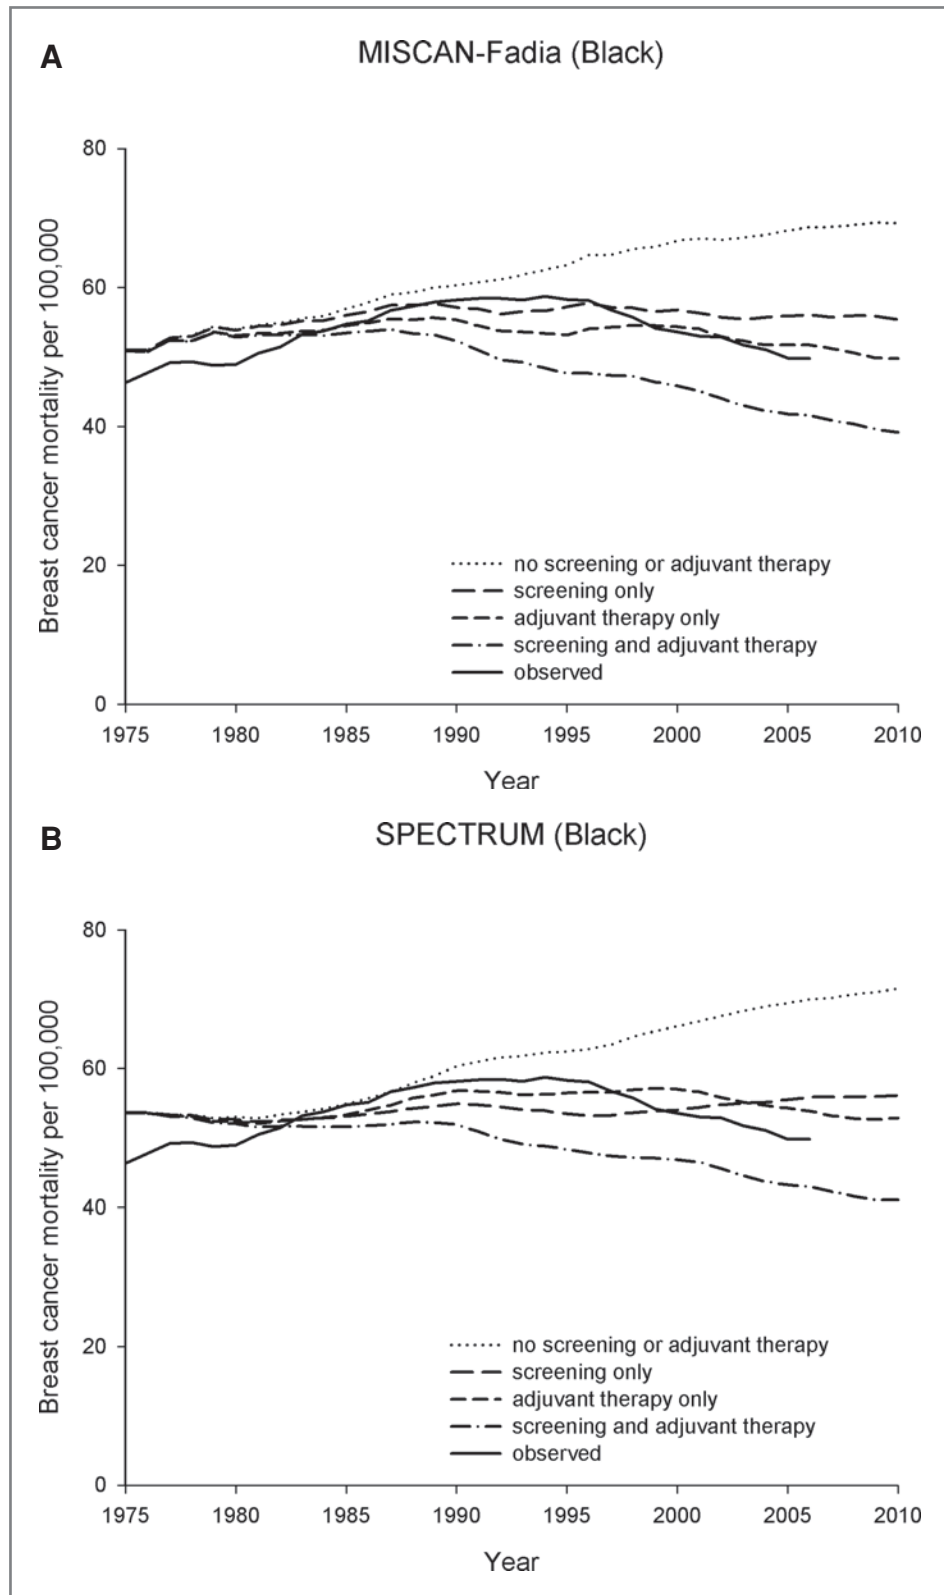 A
MISCAN-Fadia (Black)
Breast cancer mortality per 100,000
80
60
40
20
0
no screening or adjuvant therapy
screening only
adjuvant therapy only
screening and adjuvant therapy
observed
1975 1980 1985 1990 1995 2000 2005 2010
Year
B
SPECTRUM (Black)
Breast cancer mortality per 100,000
80
60
40
20
0
no screening or adjuvant therapy
screening only
adjuvant therapy only
screening and adjuvant therapy
observed
1975 1980 1985 1990 1995 2000 2005 2010
Year